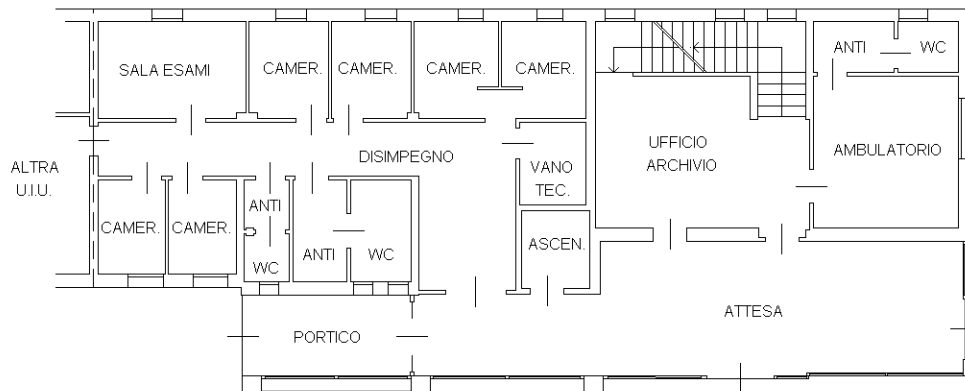 SALA ESAMI
CAMER.
CAMER.
CAMER.
CAMER.
ANTI
WC
ALTRA
U.I.U.
DISIMPEGNO
VANO
TEC.
UFFICIO
ARCHIVIO
AMBULATORIO
CAMER.
CAMER.
ANTI
WC
ANTI
WC
ASCEN.
PORTICO
ATTESA